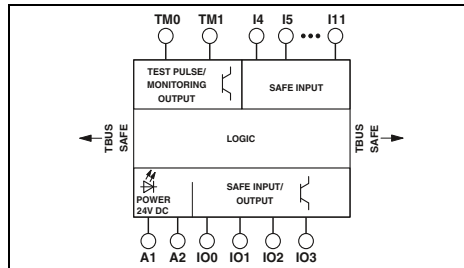 TM0 TM1 I4 I5 I11
TEST PULSE/
MONITORING
OUTPUT
SAFE INPUT
TBUS
SAFE
LOGIC
TBUS
SAFE
POWER
24V DC
SAFE INPUT/
OUTPUT
A1 A2 IO0 IO1 IO2 IO3